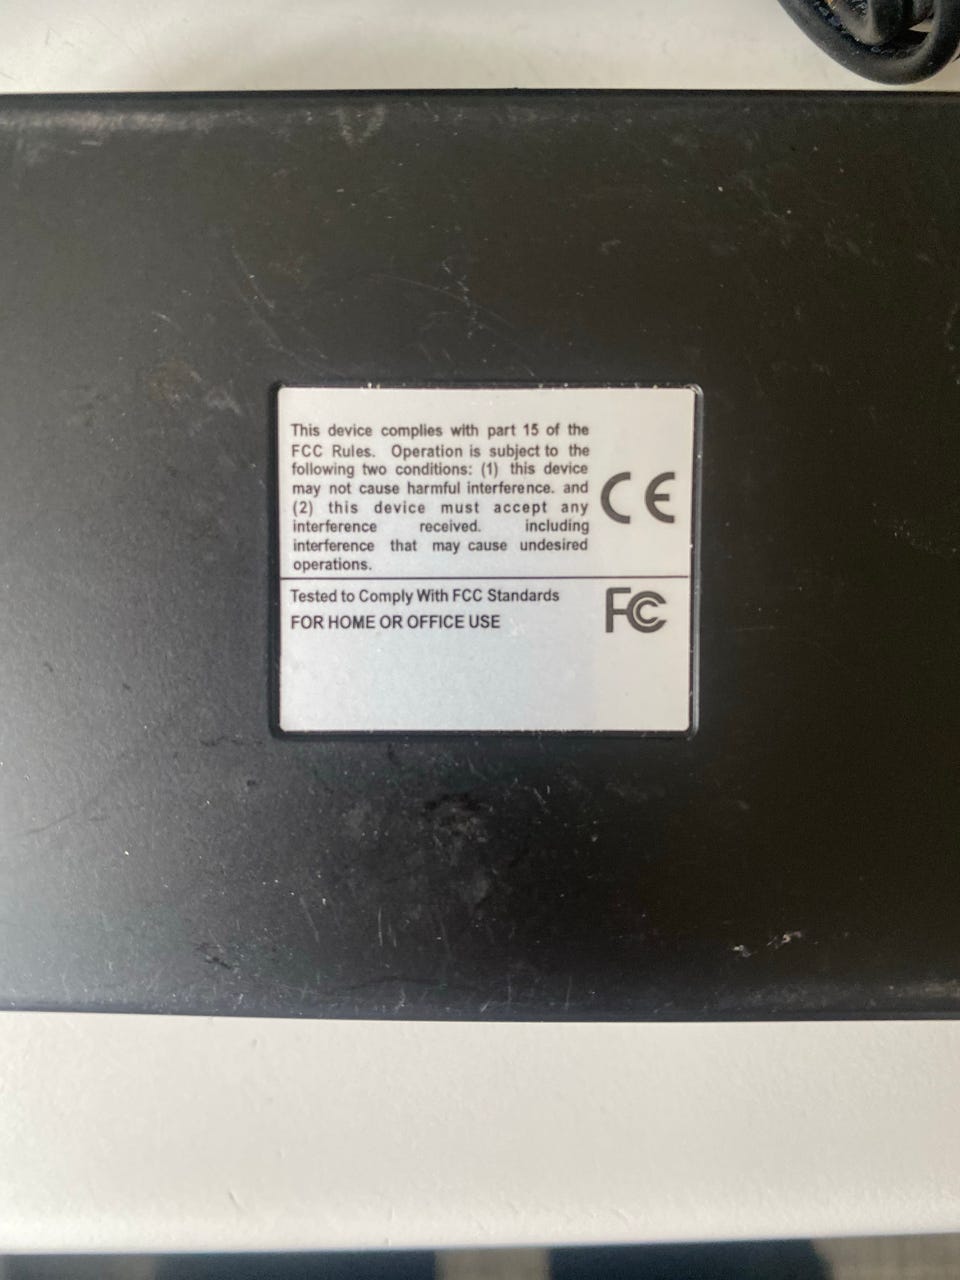 This device complies with part 15 of the
FCC Rules. Operation is subject to the
following two conditions: (1) this device
may not cause harmful interference. and
(2) this device must accept any
interference received. including
interference that may cause undesired
operations.
CE
Tested to Comply With FCC Standards
FOR HOME OR OFFICE USE
FC